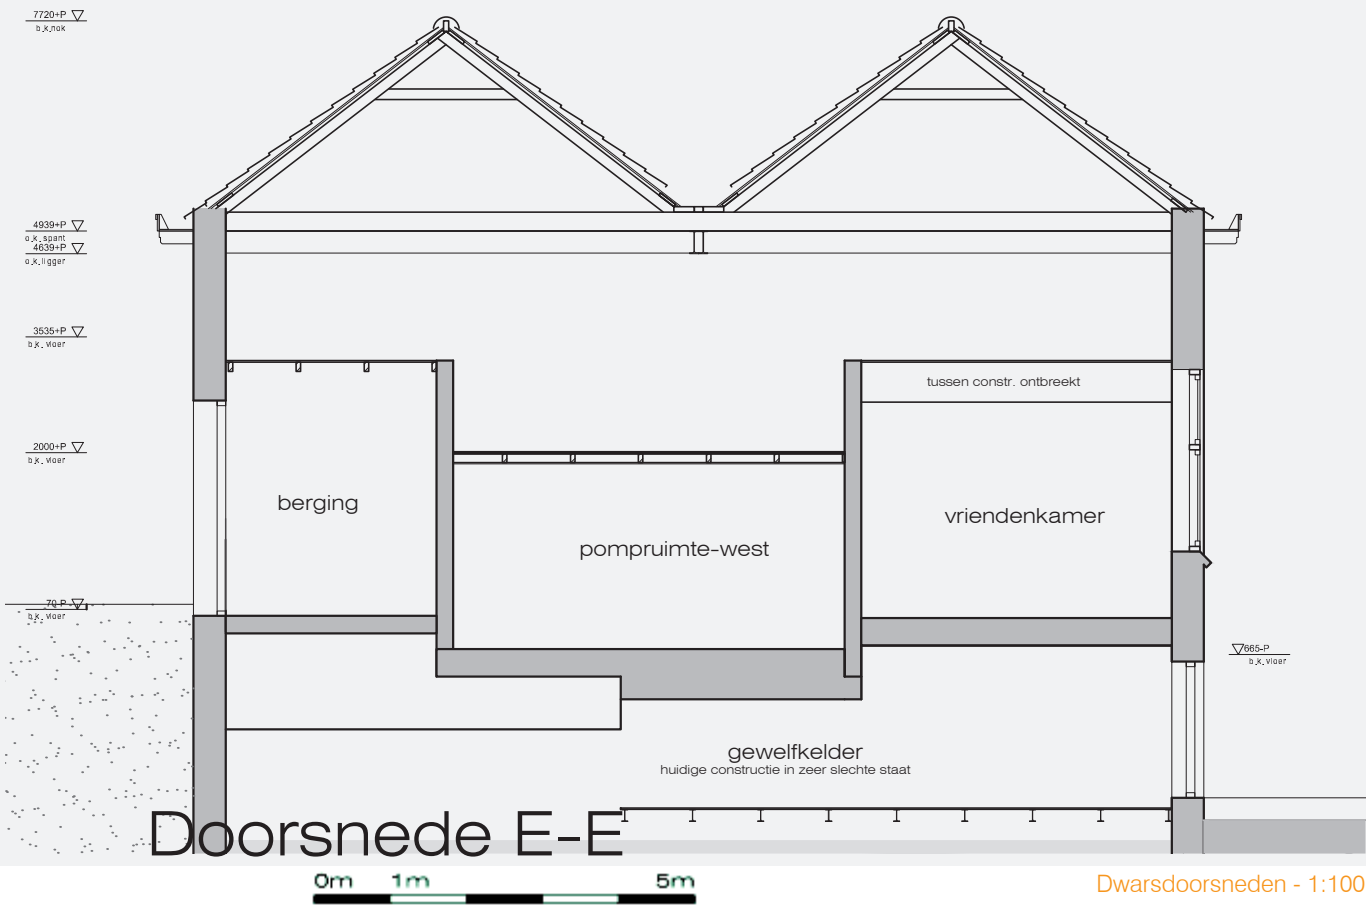 7720+P
b.k.nok
4939+P
o.k.spant
4639+P
o.k.ligger
3535+P
b.k. vloer
tussen constr. ontbreekt
2000+P
b.k. vloer
berging
vriendenkamer
pompruimte-west
70-P
b.k. vloer
665-P
b.k. vloer
gewelfkelder
huidige constructie in zeer slechte staat
Doorsnede E-E
0m 1m 5m
Dwarsdoorsneden - 1:100